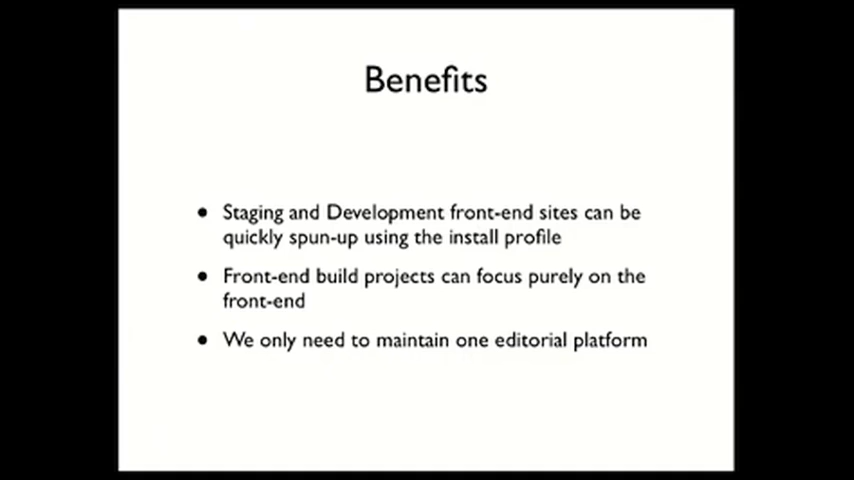 Benefits
• Staging and Development front-end sites can be
quickly spun-up using the install profile
• Front-end build projects can focus purely on the
front-end
• We only need to maintain one editorial platform